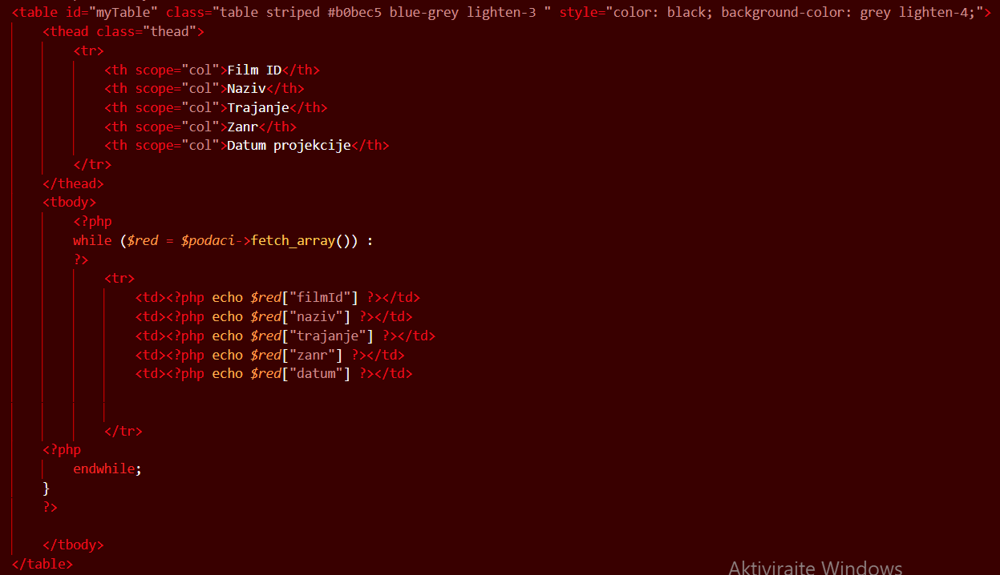 <table id="myTable" class="table striped #b0bec5 blue-grey lighten-3 " style="color: black; background-color: grey lighten-4;">
<thead class="thead">
<tr>
<th scope="col">Film ID</th>
<th scope="col">Naziv</th>
<th scope="col">Trajanje</th>
<th scope="col">Zanr</th>
<th scope="col">Datum projekcije</th>
</tr>
</thead>
<tbody>
<?php
while ($red = $podaci->fetch_array()) :
?>
<tr>
<td><?php echo $red["filmId"] ?></td>
<td><?php echo $red["naziv"] ?></td>
<td><?php echo $red["trajanje"] ?></td>
<td><?php echo $red["zanr"] ?></td>
<td><?php echo $red["datum"] ?></td>
</tr>
<?php
endwhile;
}
?>
</tbody>
</table>
Aktivirajte Windows